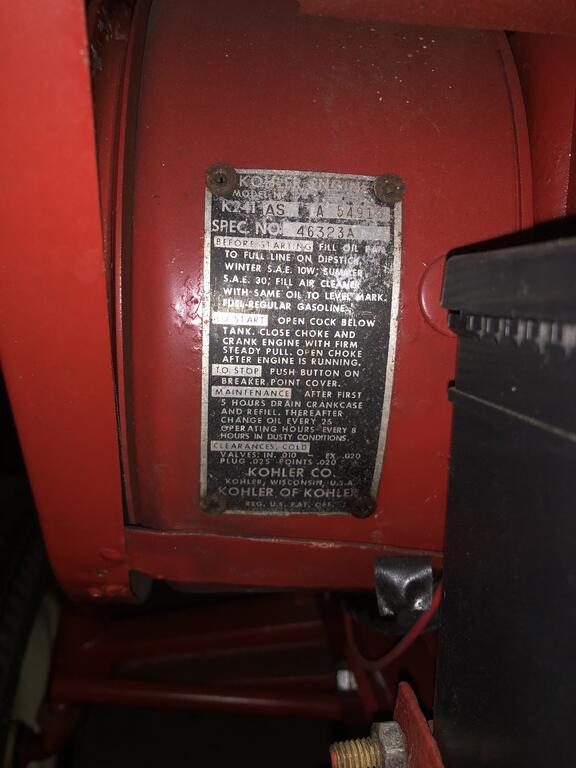 KOHLER ENGINE
MODEL
K241 AS A 5491
SPEC. NO. 46323A
BEFORE STARTING FILL OIL PAN
TO FULL LINE ON DIPSTICK,
WINTER S.A.E. 10W; SUMMER
S.A.E. 30; FILL AIR CLEANER
WITH SAME OIL TO LEVEL MARK.
FUEL-REGULAR GASOLINE.
TO START OPEN COCK BELOW
TANK. CLOSE CHOKE AND
CRANK ENGINE WITH FIRM
STEADY PULL. OPEN CHOKE
AFTER ENGINE IS RUNNING.
TO STOP PUSH BUTTON ON
BREAKER POINT COVER.
MAINTENANCE AFTER FIRST
5 HOURS DRAIN CRANKCASE
AND REFILL. THEREAFTER
CHANGE OIL EVERY 25
OPERATING HOURS-EVERY 8
HOURS IN DUSTY CONDITIONS.
CLEARANCES, COLD
VALVES: IN. .010 - EX. .020
PLUG .025 POINTS .020
KOHLER CO.
KOHLER, WISCONSIN, U.S.A.
KOHLER OF KOHLER
REG. U.S. PAT. OFF.